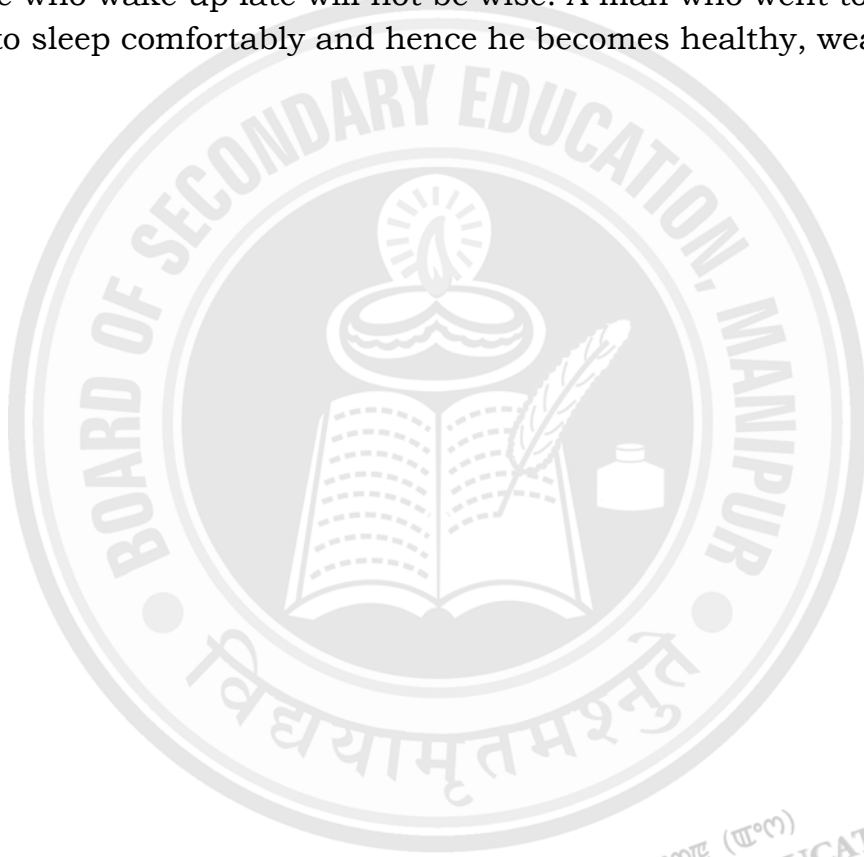 who wake up late will not be wise. A man who went to
to sleep comfortably and hence he becomes healthy, wea
BOARD OF SECONDARY EDUCATION, MANIPUR
विद्ययामृतमश्नुते